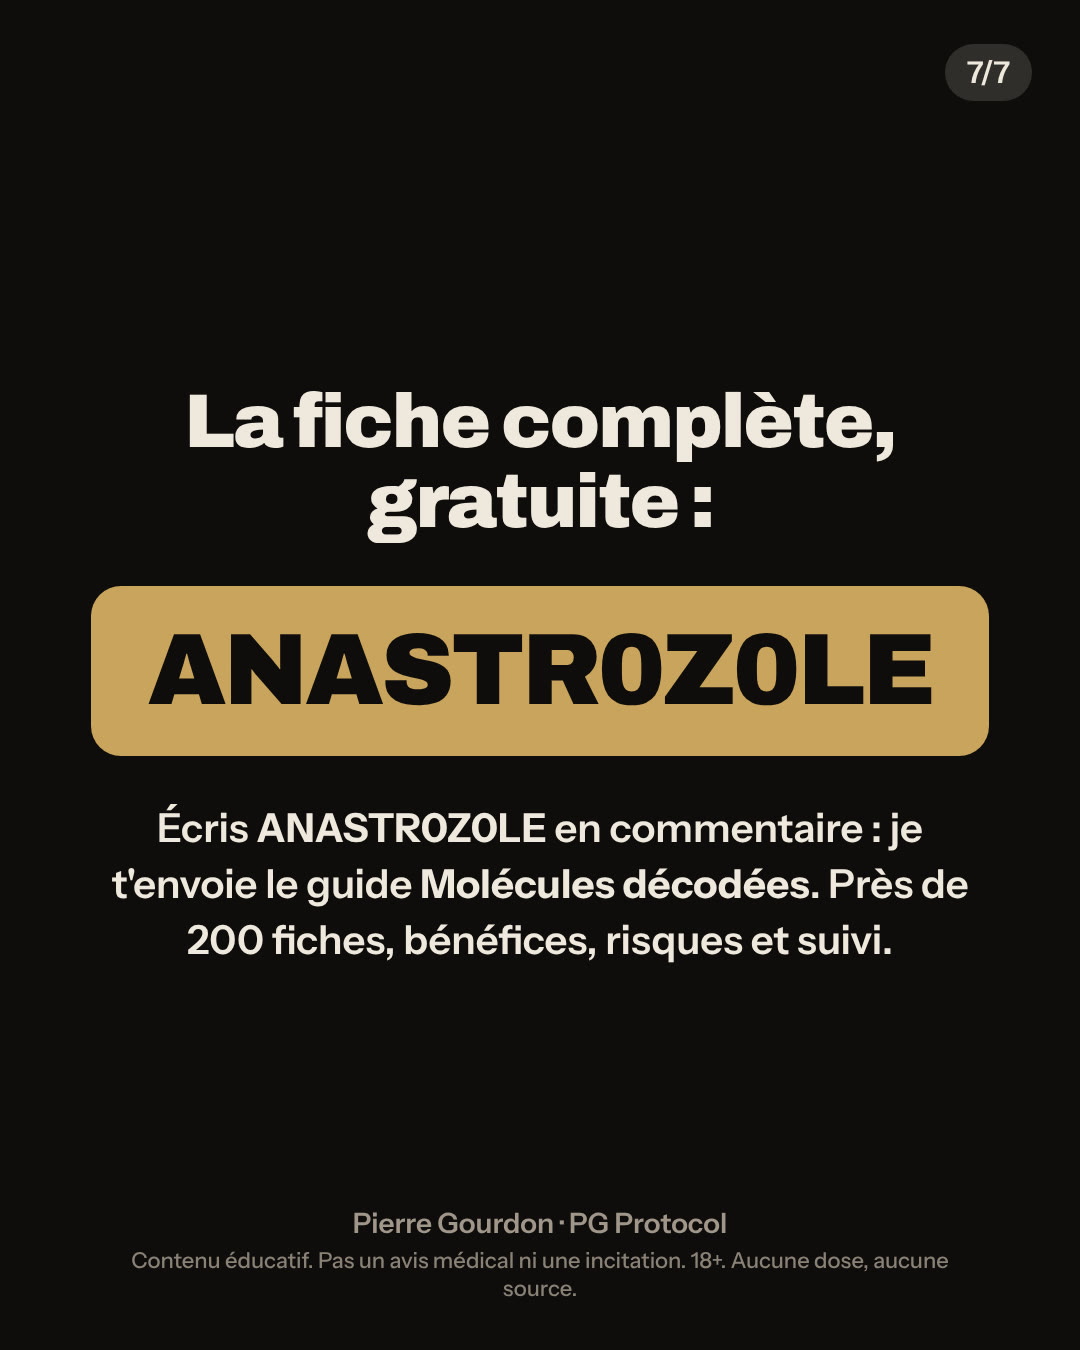 7/7
La fiche complète,
gratuite :
ANASTR0Z0LE
Écris ANASTR0Z0LE en commentaire : je
t'envoie le guide Molécules décodées. Près de
200 fiches, bénéfices, risques et suivi.
Pierre Gourdon · PG Protocol
Contenu éducatif. Pas un avis médical ni une incitation. 18+. Aucune dose, aucune
source.